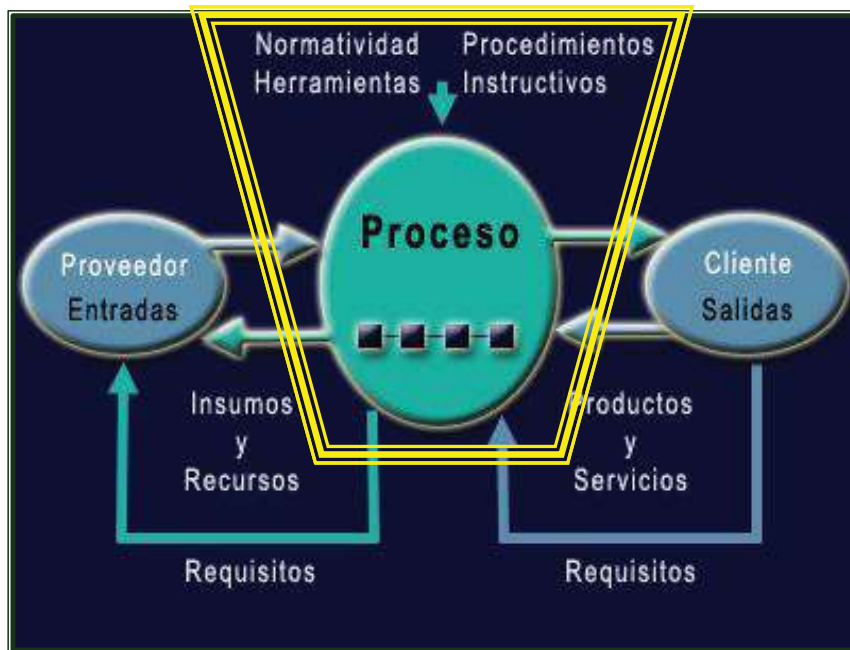 Normatividad Procedimientos
Herramientas Instructivos
Proceso
Proveedor
Entradas
Cliente
Salidas
Insumos
y
Recursos
Productos
y
Servicios
Requisitos
Requisitos